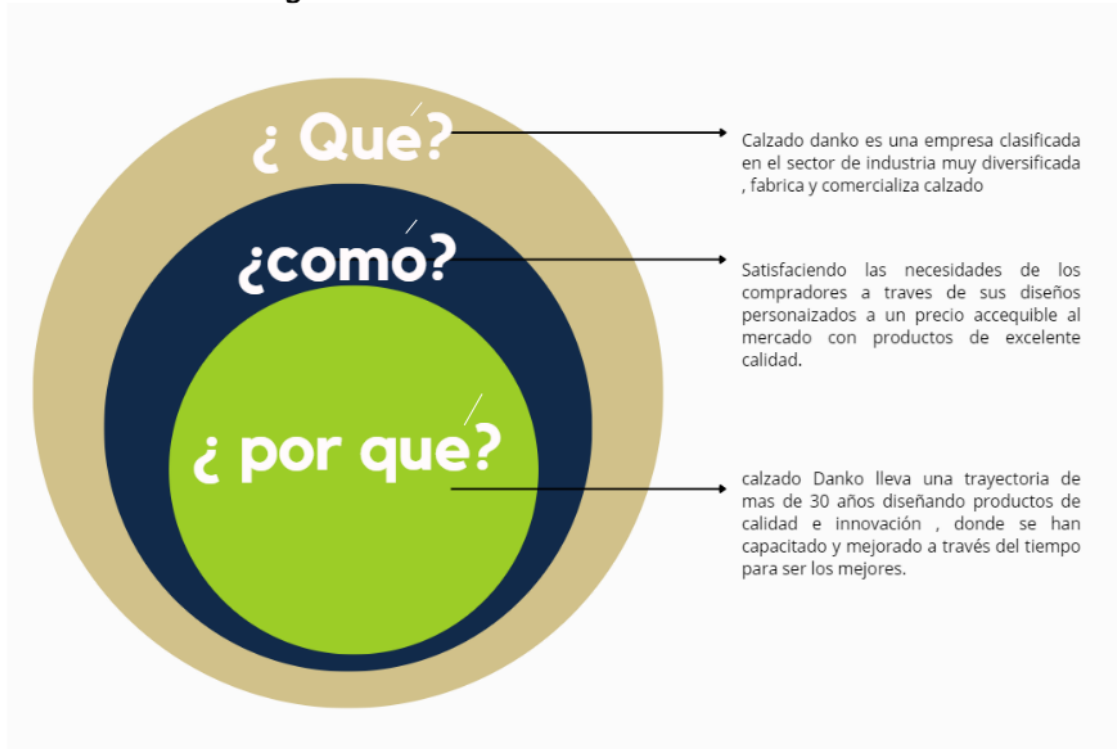 ¿ Qué?
Calzado danko es una empresa clasificada
en el sector de industria muy diversificada
, fabrica y comercializa calzado
¿comó?
Satisfaciendo las necesidades de los
compradores a traves de sus diseños
personaizados a un precio accequible al
mercado con productos de excelente
calidad.
¿ por qué?
calzado Danko lleva una trayectoria de
mas de 30 años diseñando productos de
calidad e innovación , donde se han
capacitado y mejorado a través del tiempo
para ser los mejores.